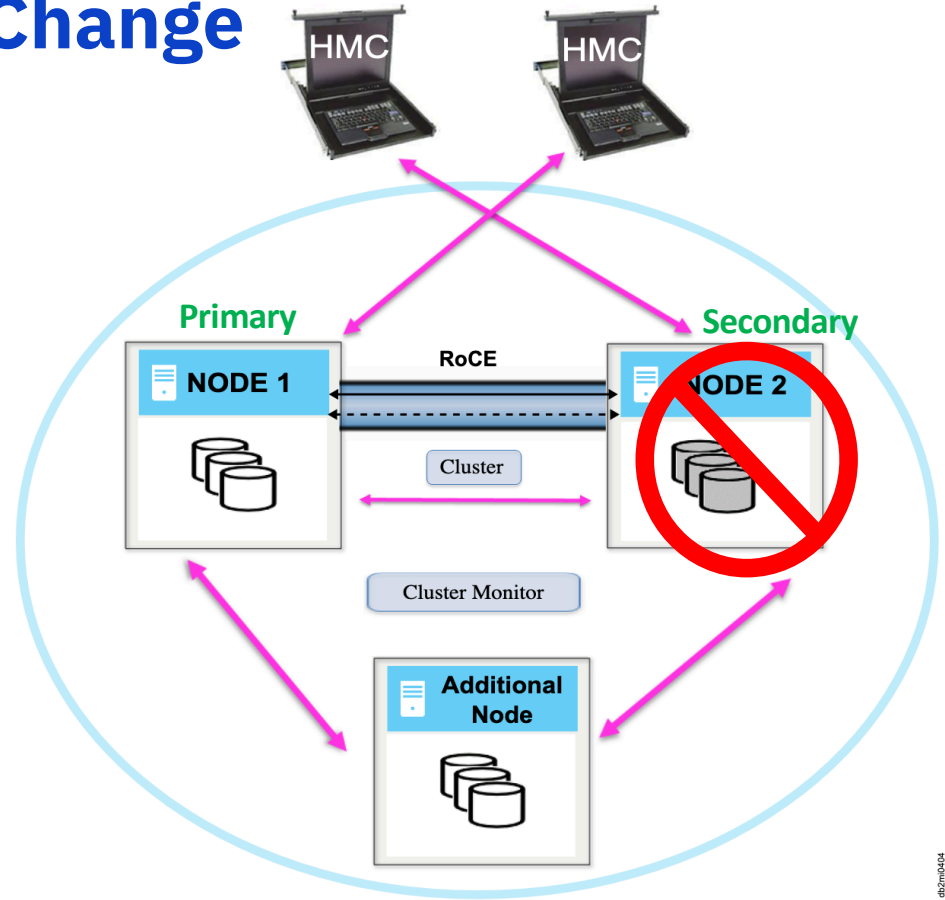 Change
HMC
HMC
Primary
Secondary
RoCE
NODE 1
NODE 2
Cluster
Cluster Monitor
Additional
Node
db2mi0404